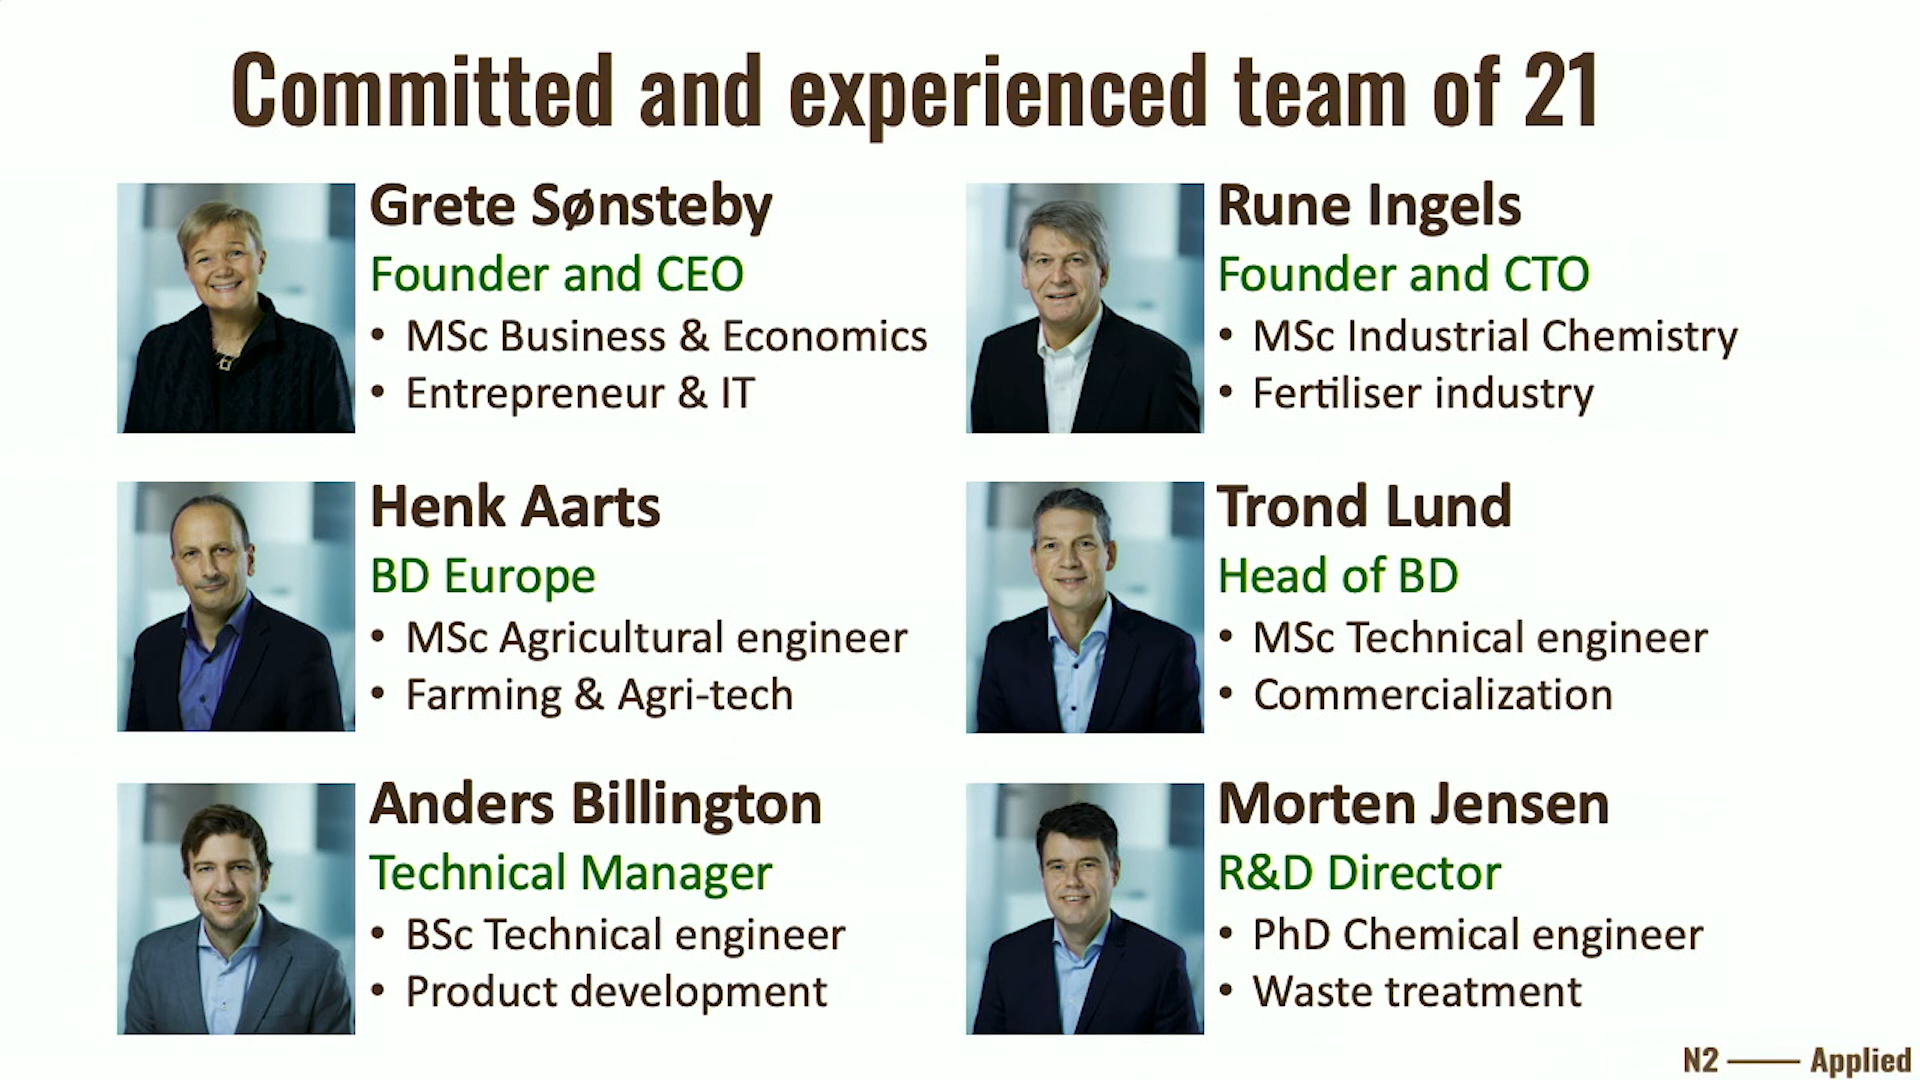 Committed and experienced team of 21
Grete Sønsteby
Founder and CEO
• MSc Business & Economics
• Entrepreneur & IT
Rune Ingels
Founder and CTO
• MSc Industrial Chemistry
• Fertiliser industry
Henk Aarts
BD Europe
• MSc Agricultural engineer
• Farming & Agri-tech
Trond Lund
Head of BD
• MSc Technical engineer
• Commercialization
Anders Billington
Technical Manager
• BSc Technical engineer
• Product development
Morten Jensen
R&D Director
• PhD Chemical engineer
• Waste treatment
N2 — Applied